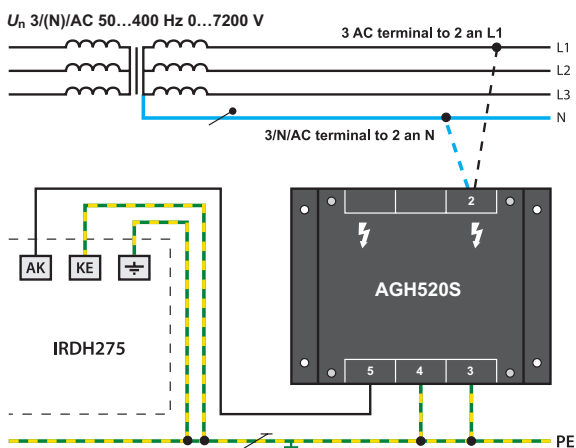 Un 3/(N)/AC 50…400 Hz 0…7200 V
3 AC terminal to 2 an L1
L1
L2
L3
N
3/N/AC terminal to 2 an N
2
AK
KE
AGH520S
IRDH275
5
4
3
PE